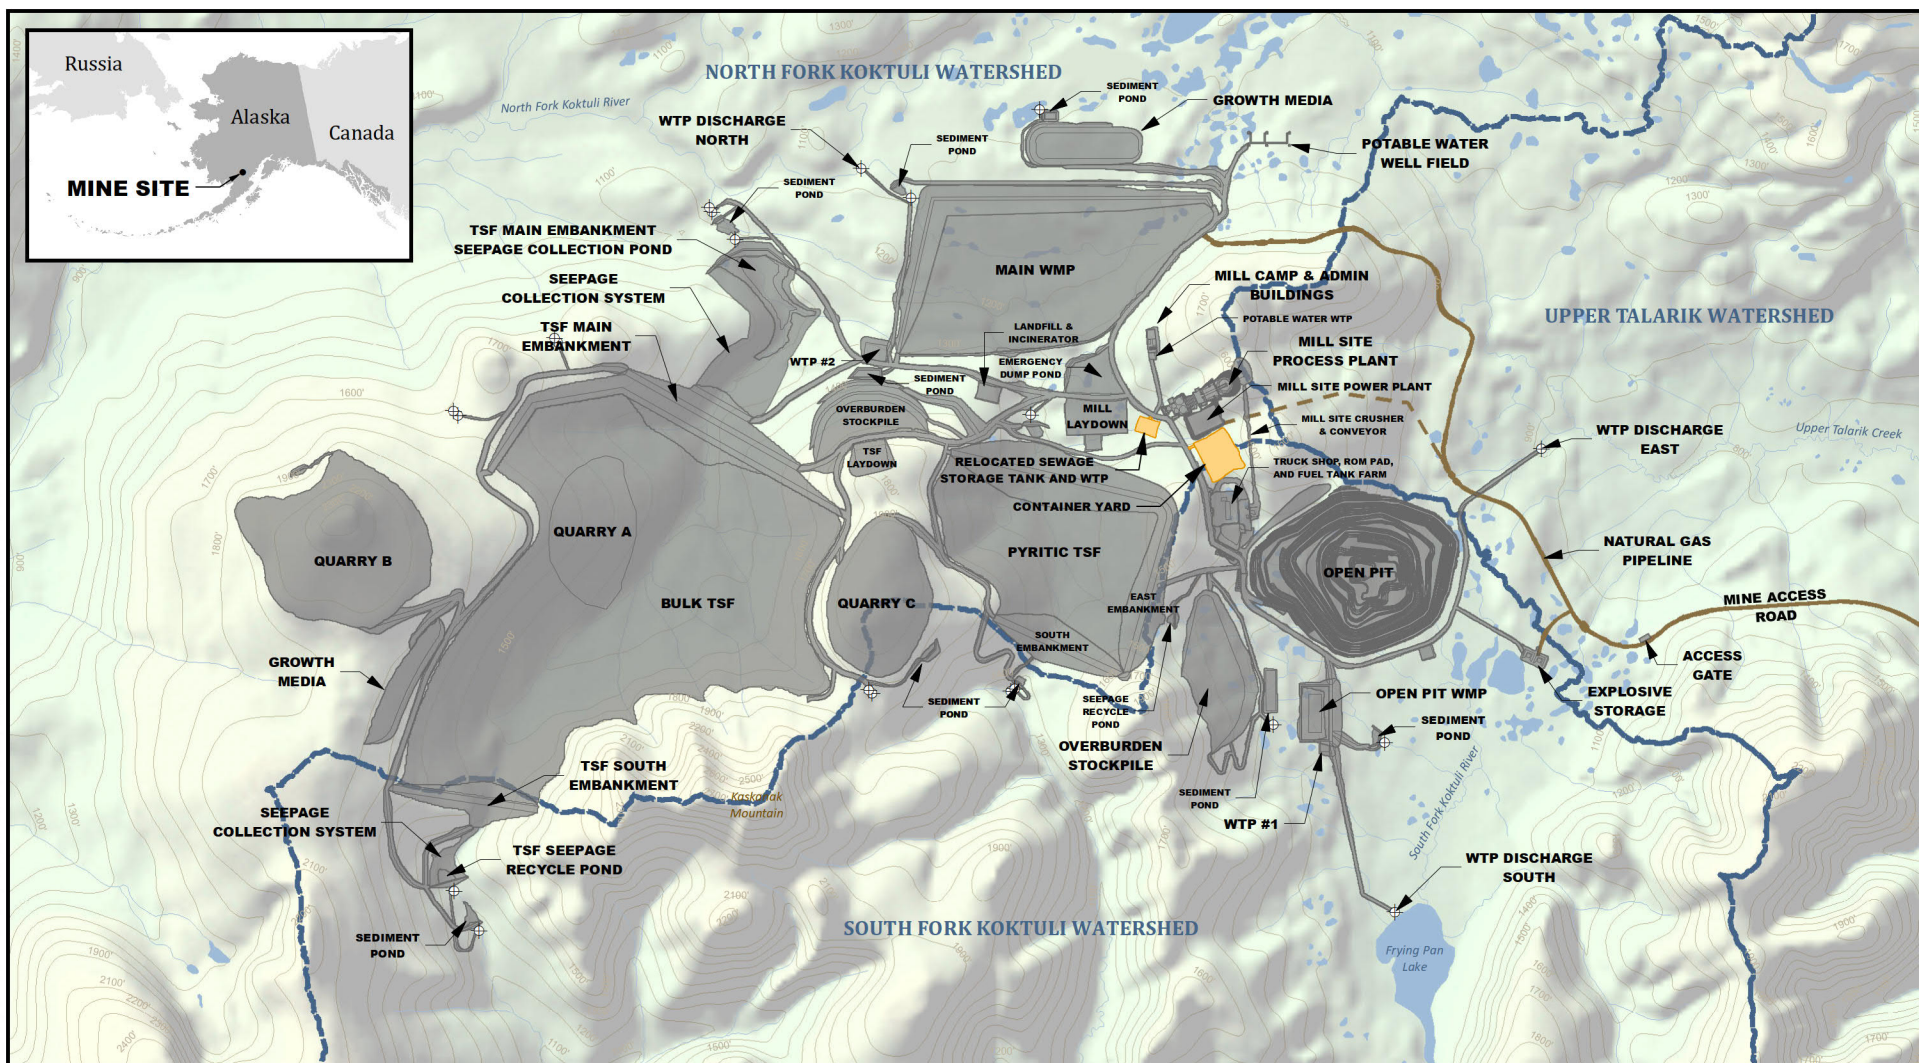 Russia
Alaska
Canada
MINE SITE
NORTH FORK KOKTULI WATERSHED
North Fork Koktuli River
SEDIMENT
POND
GROWTH MEDIA
WTP DISCHARGE
NORTH
SEDIMENT
POND
POTABLE WATER
WELL FIELD
SEDIMENT
POND
TSF MAIN EMBANKMENT
SEEPAGE COLLECTION POND
SEEPAGE
COLLECTION SYSTEM
MAIN WMP
MILL CAMP & ADMIN
BUILDINGS
POTABLE WATER WTP
UPPER TALARIK WATERSHED
TSF MAIN
EMBANKMENT
LANDFILL &
INCINERATOR
WTP #2
EMERGENCY
DUMP POND
MILL SITE
PROCESS PLANT
SEDIMENT
POND
MILL SITE POWER PLANT
OVERBURDEN
STOCKPILE
MILL
LAYDOWN
MILL SITE CRUSHER
& CONVEYOR
Upper Talarik Creek
WTP DISCHARGE
EAST
TSF
LAYDOWN
RELOCATED SEWAGE
STORAGE TANK AND WTP
TRUCK SHOP, ROM PAD,
AND FUEL TANK FARM
CONTAINER YARD
QUARRY A
QUARRY B
PYRITIC TSF
OPEN PIT
NATURAL GAS
PIPELINE
BULK TSF
QUARRY C
EAST
EMBANKMENT
MINE ACCESS
ROAD
SOUTH
EMBANKMENT
GROWTH
MEDIA
ACCESS
GATE
SEDIMENT
POND
SEEPAGE
RECYCLE
POND
OPEN PIT WMP
EXPLOSIVE
STORAGE
SEDIMENT
POND
OVERBURDEN
STOCKPILE
TSF SOUTH
EMBANKMENT
Kaskanak
Mountain
SEDIMENT
POND
WTP #1
South Fork Koktuli River
SEEPAGE
COLLECTION SYSTEM
TSF SEEPAGE
RECYCLE POND
WTP DISCHARGE
SOUTH
SEDIMENT
POND
SOUTH FORK KOKTULI WATERSHED
Frying Pan
Lake